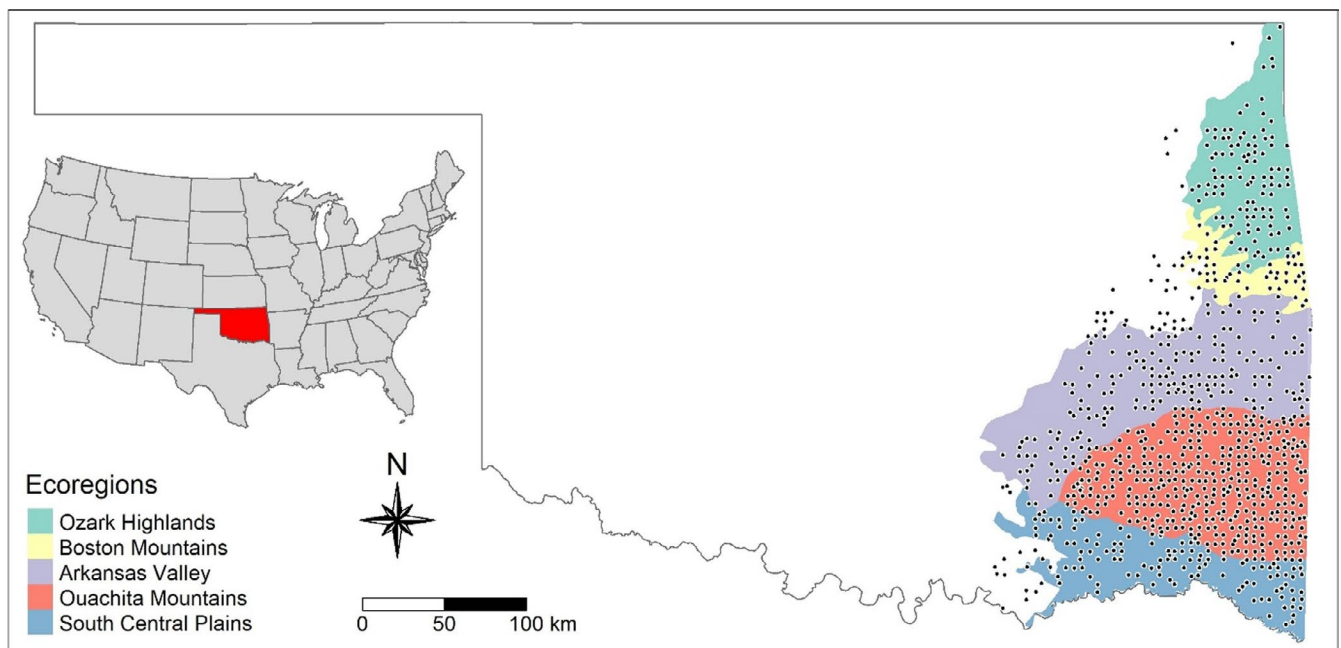 N
Ecoregions
Ozark Highlands
Boston Mountains
Arkansas Valley
Ouachita Mountains
South Central Plains
0 50 100 km